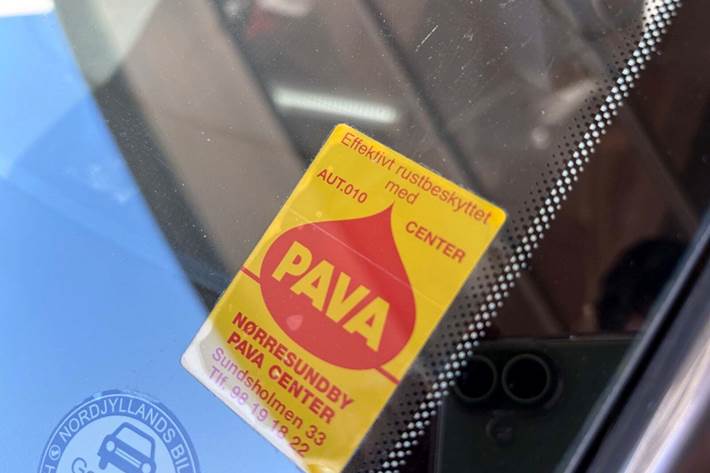 Effektivt rustbeskyttet
med
AUT.010
CENTER
PAVA
NØRRESUNDBY
PAVA CENTER
Sundsholmen 33
Tlf. 98 19 18 22
NORDJYLLANDS BIL